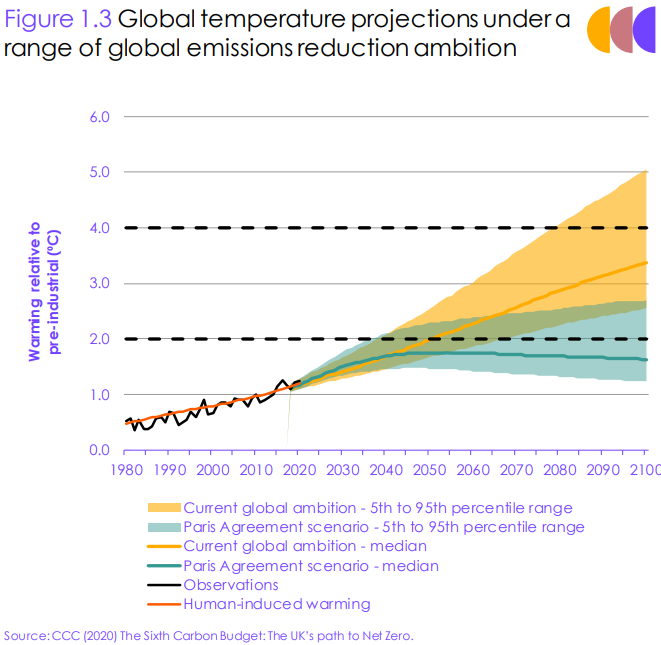 Figure 1.3 Global temperature projections under a
range of global emissions reduction ambition
6.0
5.0
4.0
3.0
2.0
1.0
0.0
Warming relative to
pre-industrial (ºC)
1980 1990 2000 2010 2020 2030 2040 2050 2060 2070 2080 2090 2100
Current global ambition - 5th to 95th percentile range
Paris Agreement scenario - 5th to 95th percentile range
Current global ambition - median
Paris Agreement scenario - median
Observations
Human-induced warming
Source: CCC (2020) The Sixth Carbon Budget: The UK's path to Net Zero.